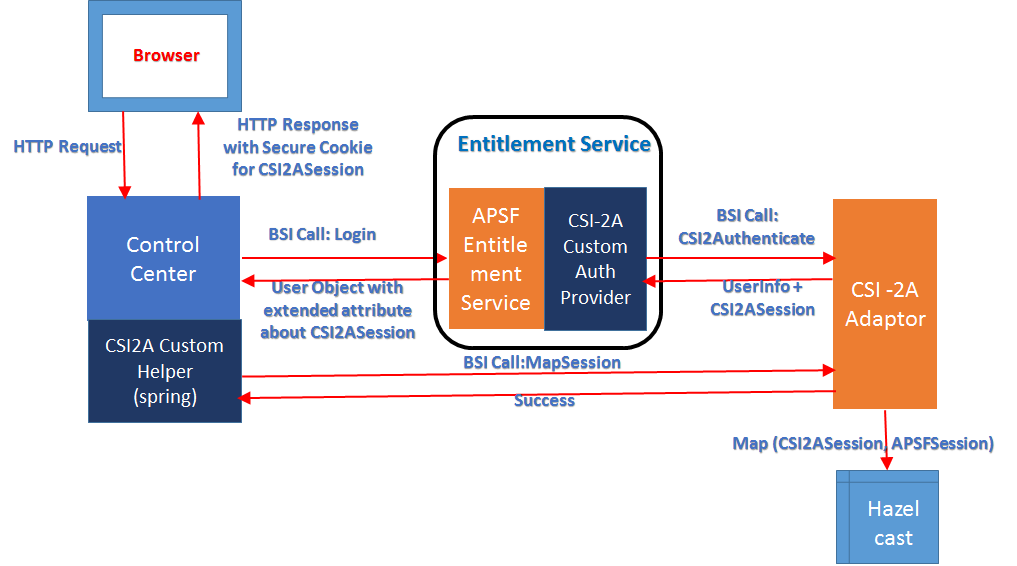 Browser
HTTP Request
HTTP Response
with Secure Cookie
for CSI2ASession
Entitlement Service
Control
Center
BSI Call: Login
User Object with
extended attribute
about CSI2ASession
APSF
Entitle
ment
Service
CSI-2A
Custom
Auth
Provider
BSI Call:
CSI2Authenticate
UserInfo +
CSI2ASession
CSI -2A
Adaptor
CSI2A Custom
Helper
(spring)
BSI Call:MapSession
Success
Map (CSI2ASession, APSFSession)
Hazel
cast